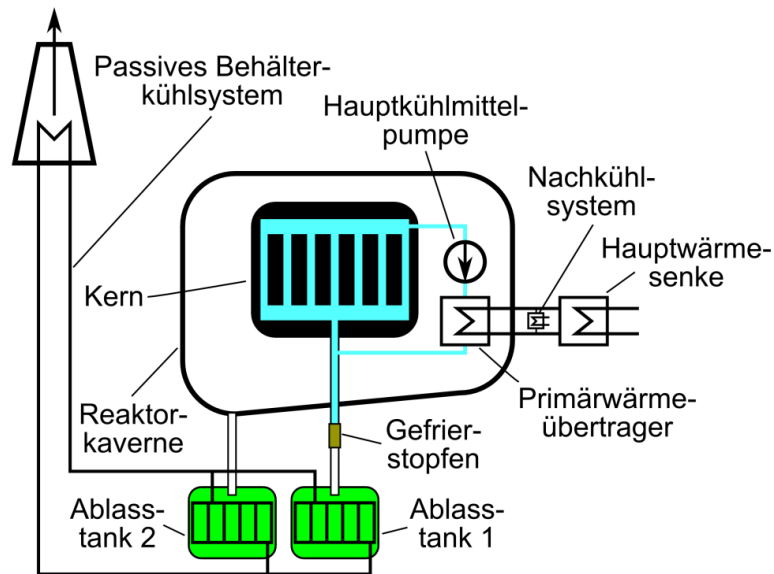 Passives Behälter-
kühlsystem
Hauptkühlmittel-
pumpe
Nachkühl-
system
Hauptwärme-
senke
Kern
Reaktor-
kaverne
Primärwärme-
übertrager
Gefrier-
stopfen
Ablass-
tank 2
Ablass-
tank 1